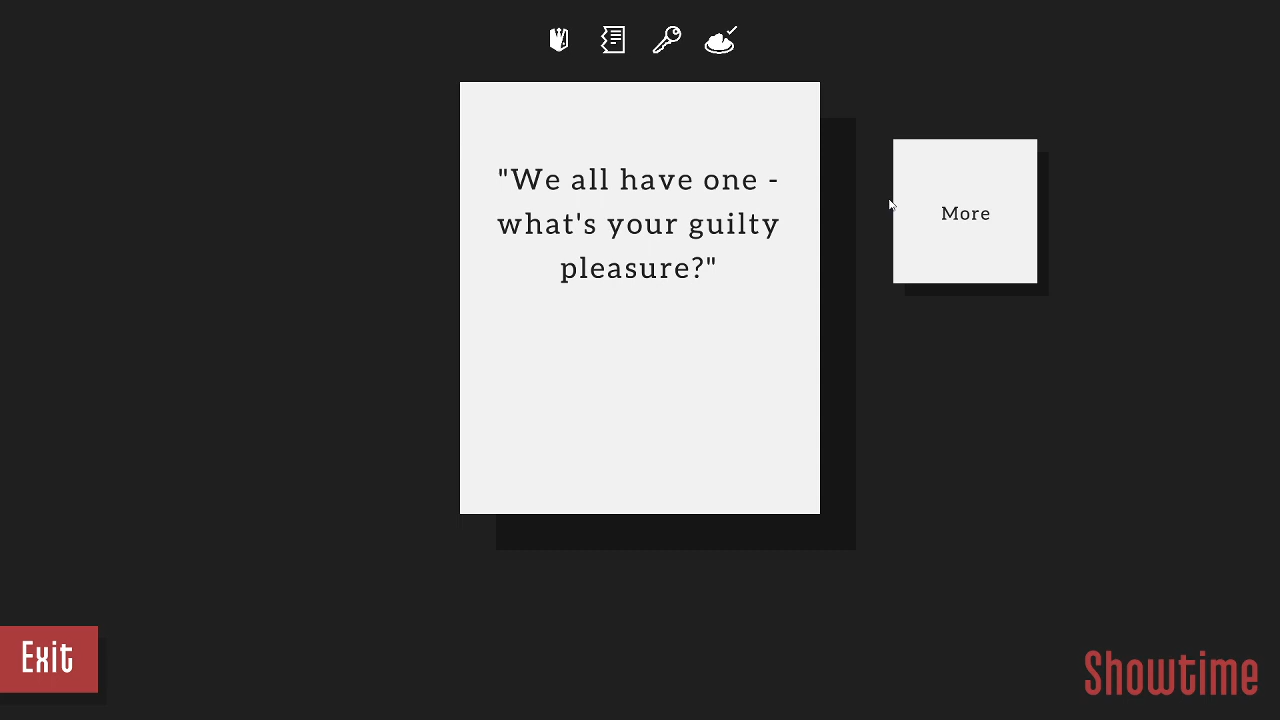 "We all have one -
what's your guilty
pleasure?"
More
Exit
Showtime